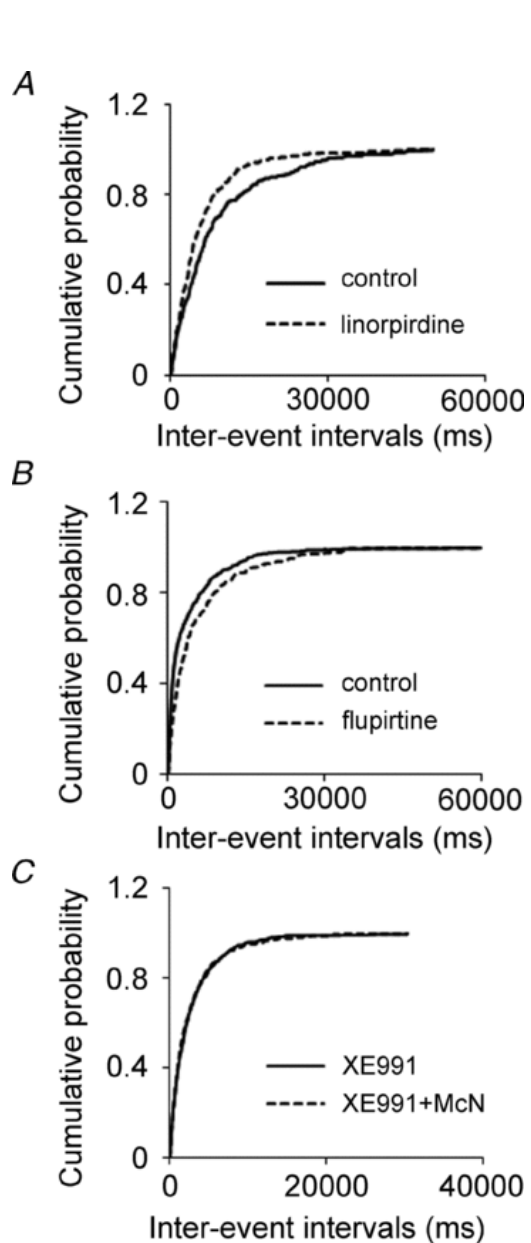 A
Cumulative probability
1.2
0.8
0.4
0
control
linorpirdine
0
30000
60000
Inter-event intervals (ms)
B
Cumulative probability
1.2
0.8
0.4
0
control
flupirtine
0
30000
60000
Inter-event intervals (ms)
C
Cumulative probability
1.2
0.8
0.4
0
XE991
XE991+McN
0
20000
40000
Inter-event intervals (ms)